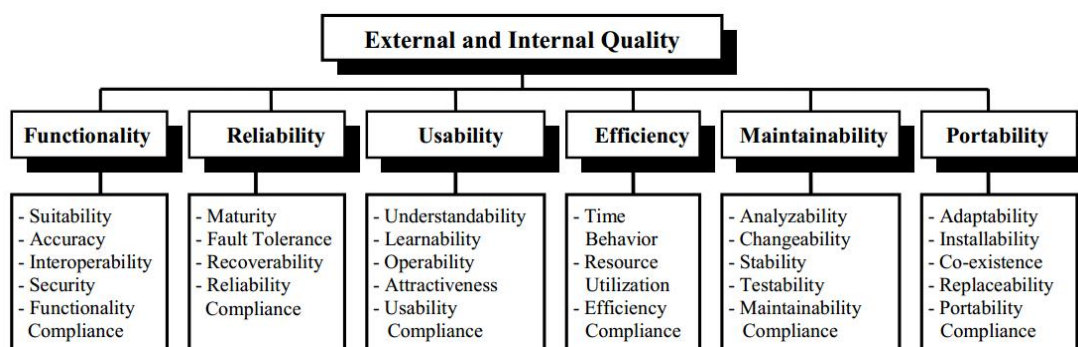 External and Internal Quality
Functionality
Reliability
Usability
Efficiency
Maintainability
Portability
- Suitability
- Accuracy
- Interoperability
- Security
- Functionality
Compliance
- Maturity
- Fault Tolerance
- Recoverability
- Reliability
Compliance
- Understandability
- Learnability
- Operability
- Attractiveness
- Usability
Compliance
- Time
Behavior
- Resource
Utilization
- Efficiency
Compliance
- Analyzability
- Changeability
- Stability
- Testability
- Maintainability
Compliance
- Adaptability
- Installability
- Co-existence
- Replaceability
- Portability
Compliance